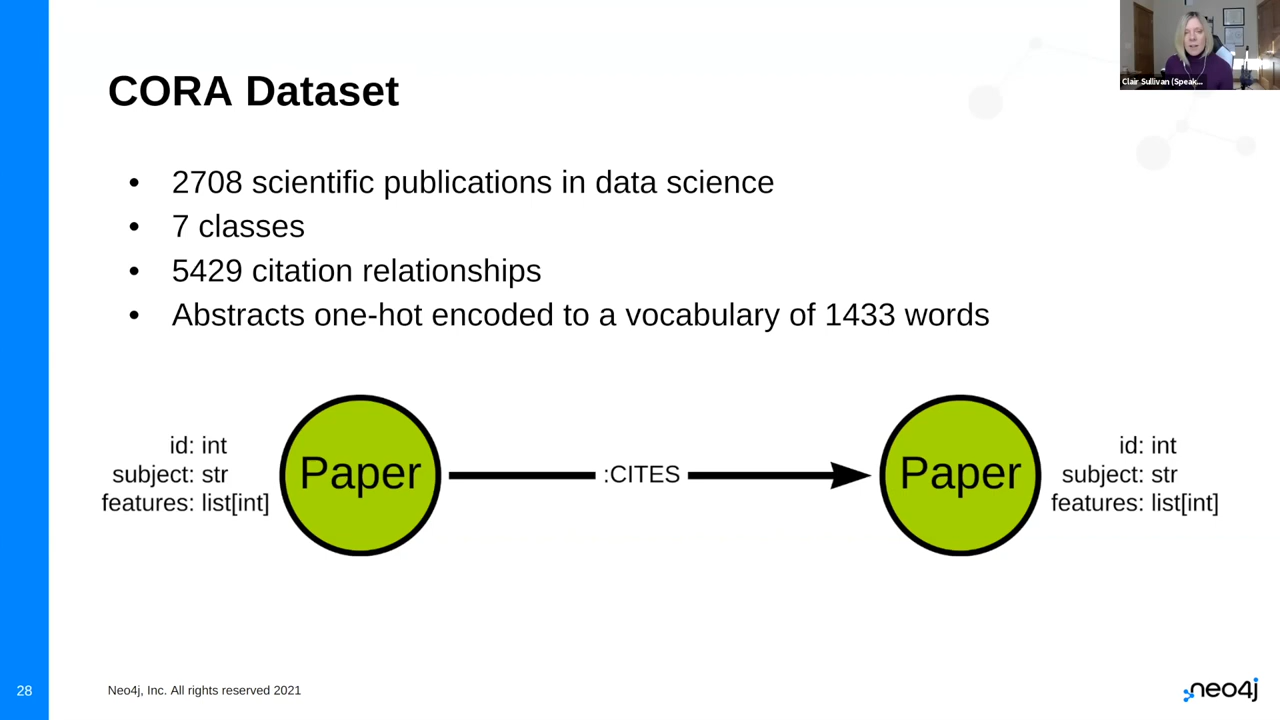 CORA Dataset
Clair Sullivan (Speak...
• 2708 scientific publications in data science
• 7 classes
• 5429 citation relationships
• Abstracts one-hot encoded to a vocabulary of 1433 words
id: int
subject: str
features: list[int]
Paper
:CITES
Paper
id: int
subject: str
features: list[int]
28
Neo4j, Inc. All rights reserved 2021
neo4j